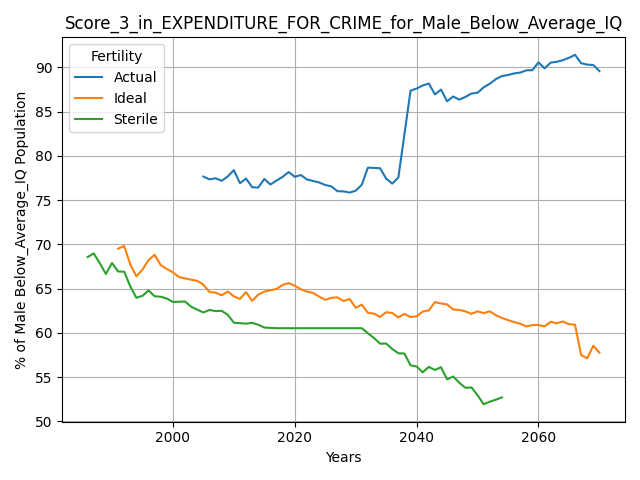 Score_3_in_EXPENDITURE_FOR_CRIME_for_Male_Below_Average_IQ
Fertility
Actual
Ideal
Sterile
% of Male Below_Average_IQ Population
90
85
80
75
70
65
60
55
50
2000
2020
2040
2060
Years